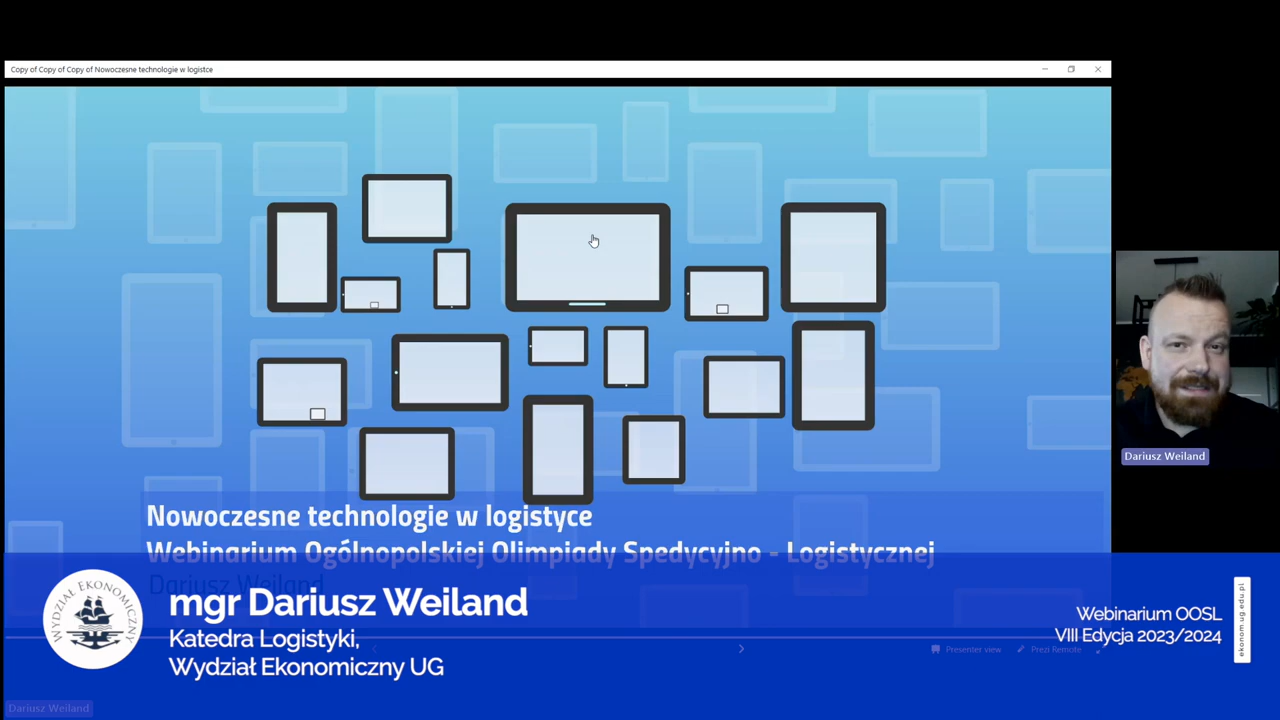 Copy of Copy of Copy of Nowoczesne technologie w logistce
Nowoczesne technologie w logistyce
Webinarium Ogólnopolskiej Olimpiady Spedycyjno - Logistycznej
Dariusz Weiland
Dariusz Weiland
WYDZIAŁ EKONOMICZNY
mgr Dariusz Weiland
Katedra Logistyki,
Wydział Ekonomiczny UG
Webinarium OOSL
VIII Edycja 2023/2024
ekonom.ug.edu.pl
Presenter view
Prezi Remote
Dariusz Weiland